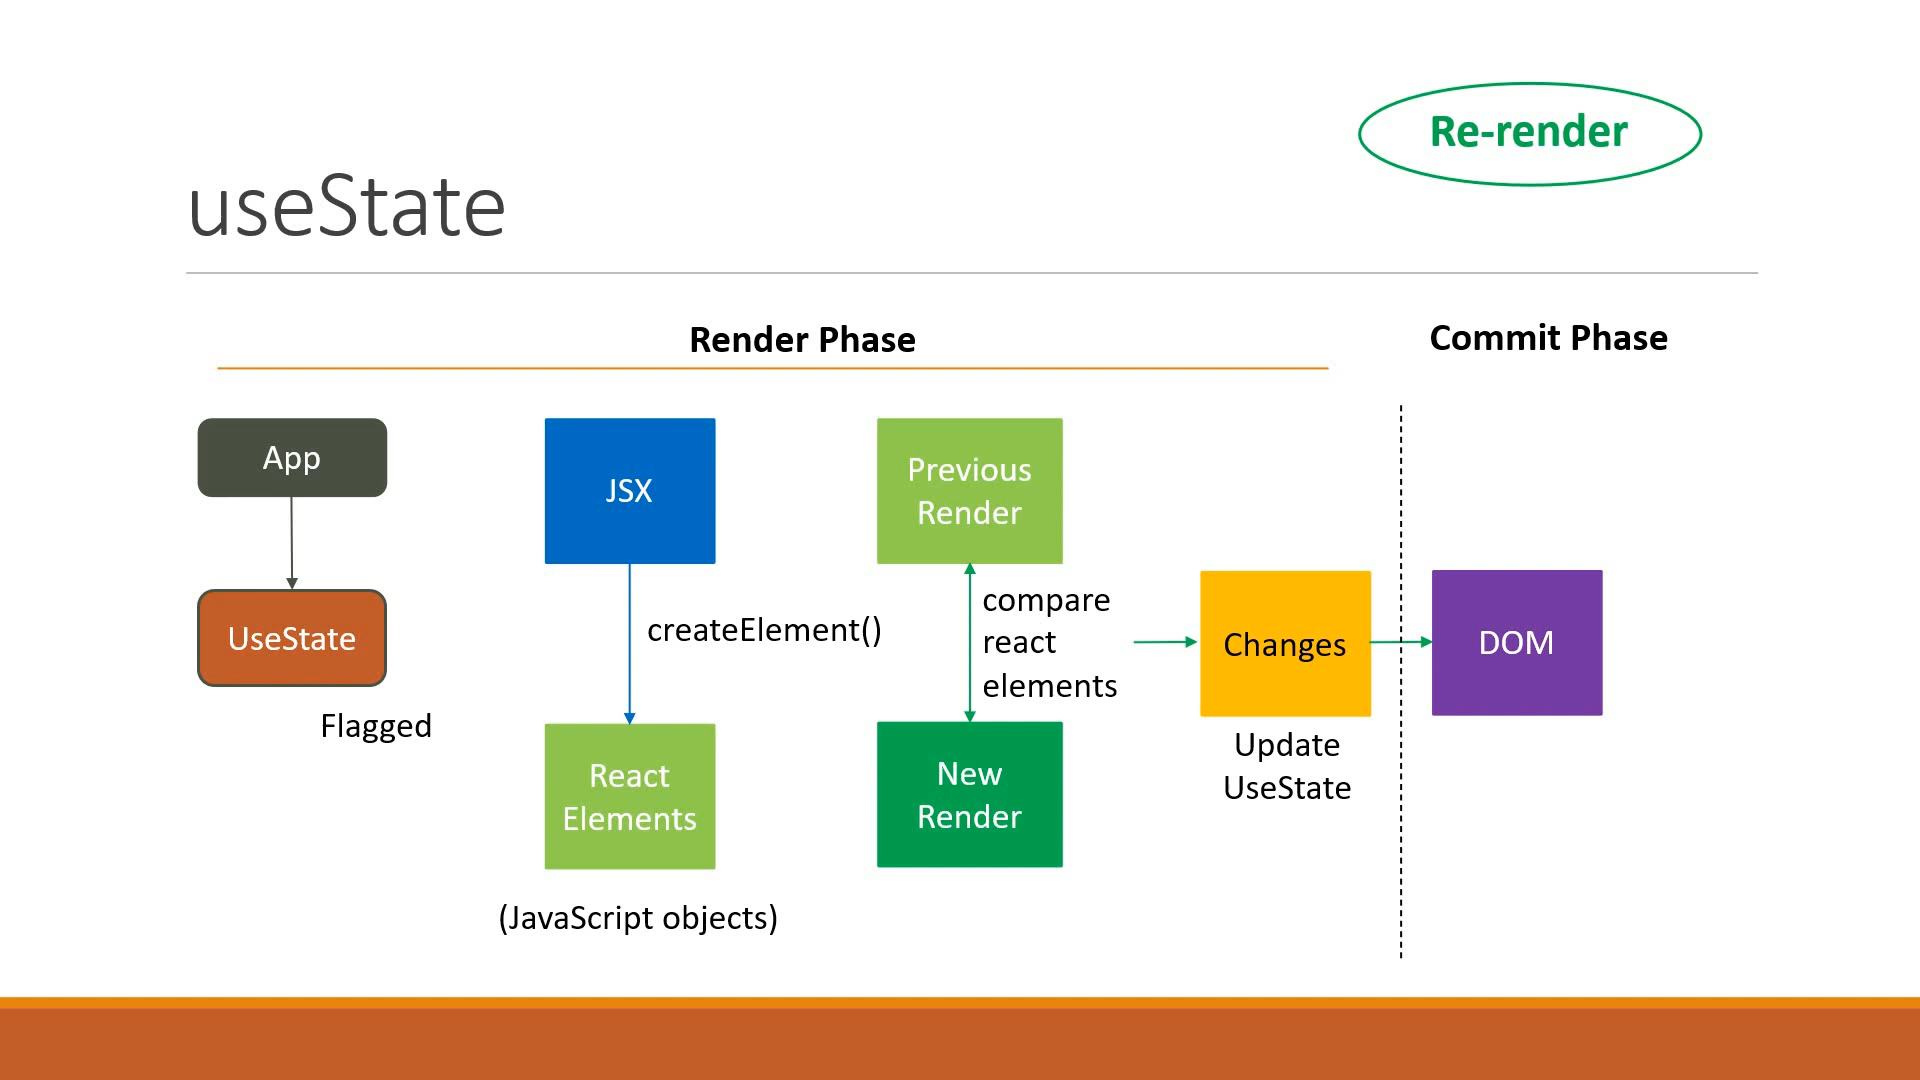 Re-render
useState
Render Phase
Commit Phase
App
UseState
Flagged
JSX
createElement()
React
Elements
(JavaScript objects)
Previous
Render
compare
react
elements
New
Render
Changes
Update
UseState
DOM